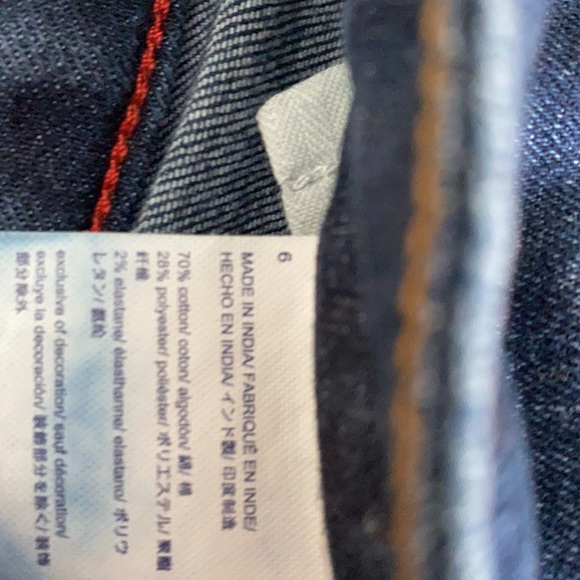 6
MADE IN INDIA/ FABRIQUÉ EN INDE/
HECHO EN INDIA/ インド製/ 印度制造
70% cotton/ coton/ algodón/ 綿/ 棉
28% polyester/ poliéster/ ポリエステル/ 聚酯
纤维
2% elastane/ élasthanne/ elastano/ ポリウ
レタン/ 氨纶
exclusive of decoration/ sauf décoration/
excluye la decoración/ 装飾部分を除く/ 装饰
部分除外